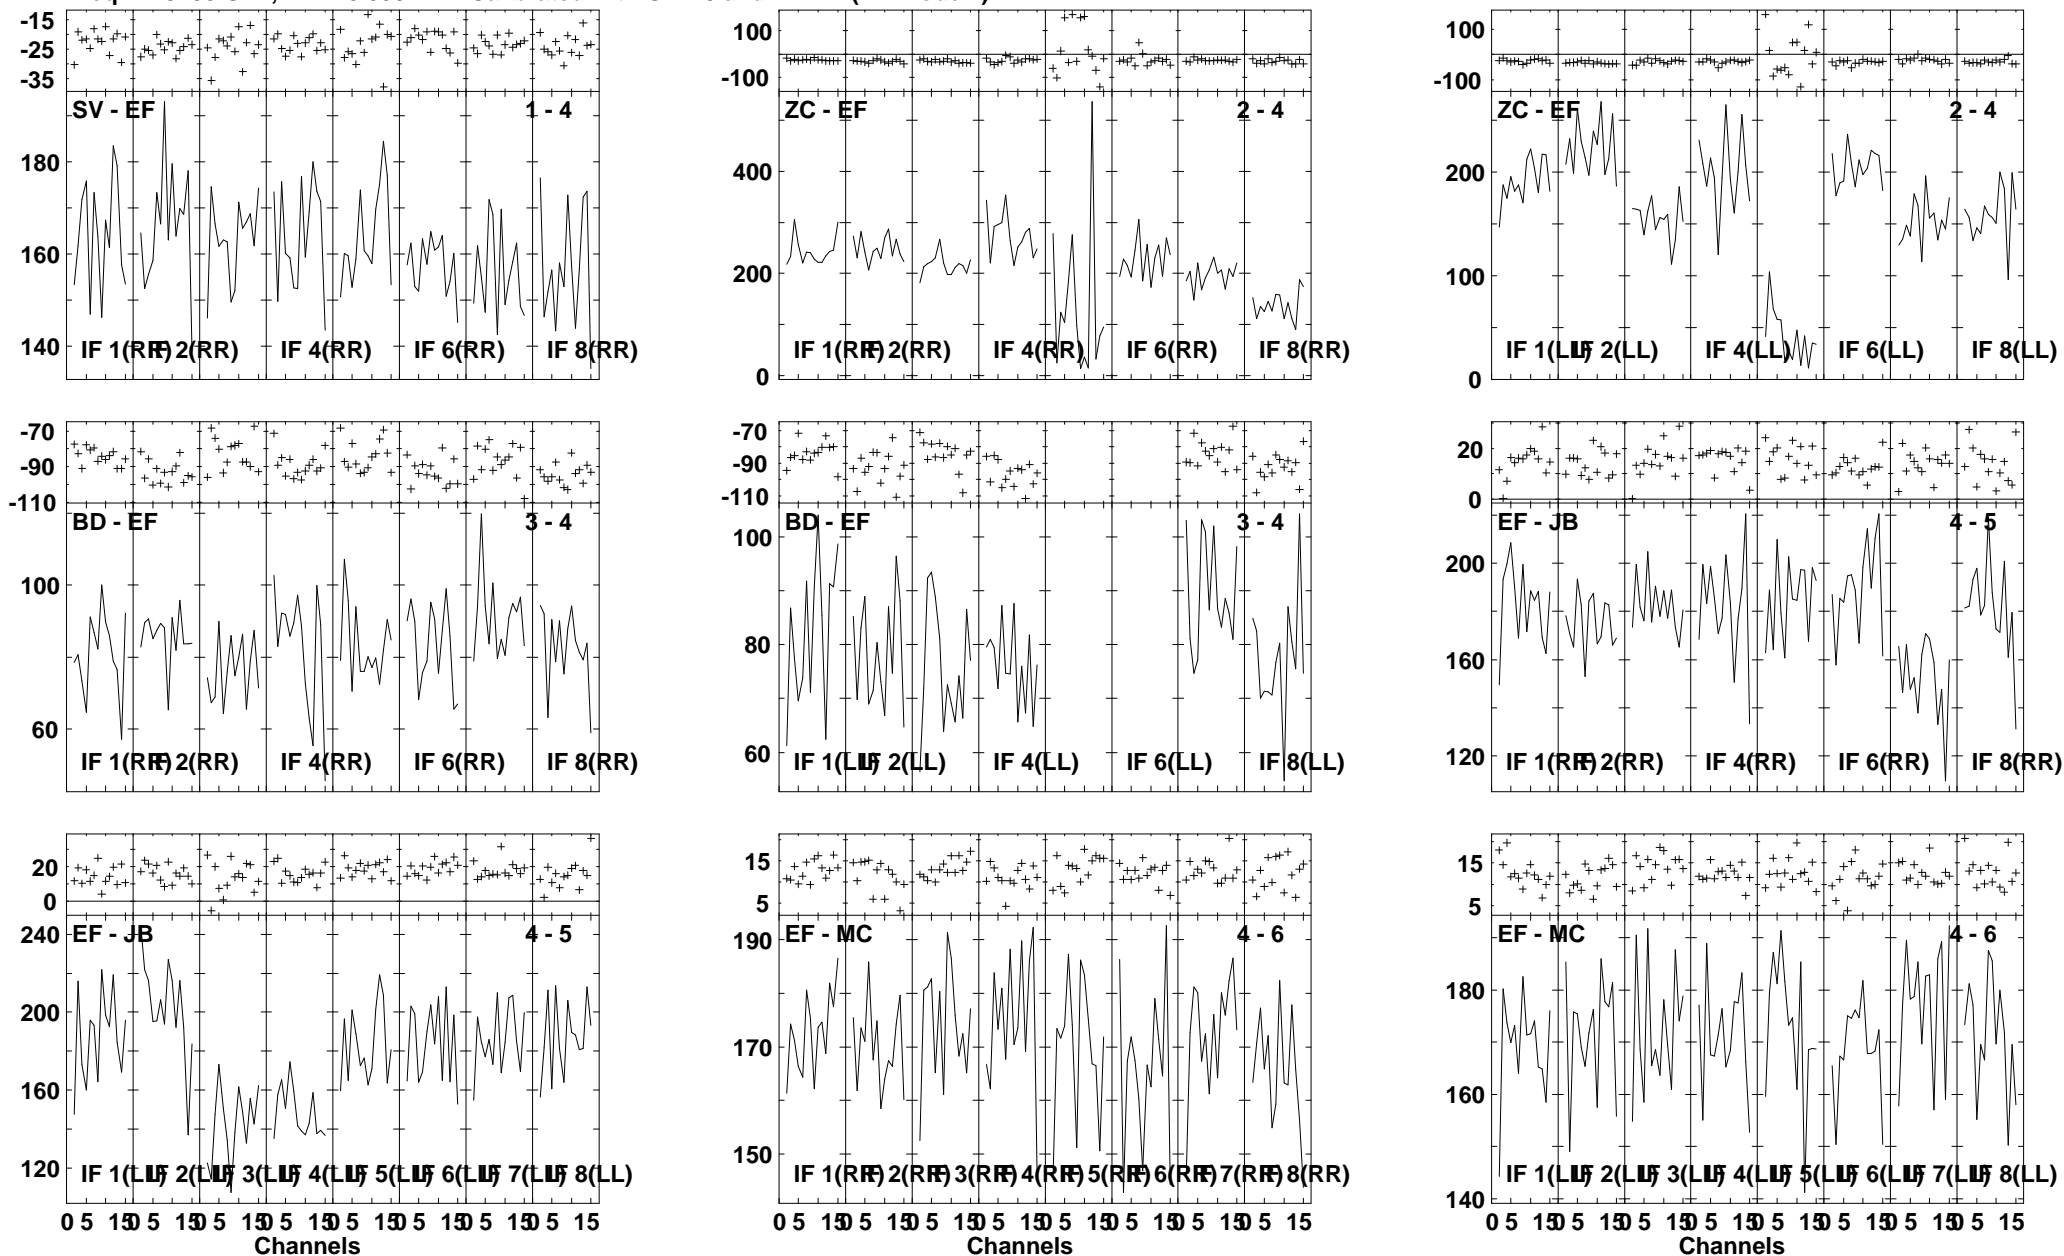 -15
-25
-35
SV - EF 1 - 4
180
160
140
IF 1(RR) IF 2(RR) IF 4(RR) IF 6(RR) IF 8(RR)
100
-100
ZC - EF 2 - 4
400
200
0
IF 1(RR) IF 2(RR) IF 4(RR) IF 6(RR) IF 8(RR)
100
-100
ZC - EF 2 - 4
200
100
0
IF 1(LL) IF 2(LL) IF 4(LL) IF 6(LL) IF 8(LL)
-70
-90
-110
BD - EF 3 - 4
100
60
IF 1(RR) IF 2(RR) IF 4(RR) IF 6(RR) IF 8(RR)
-70
-90
-110
BD - EF 3 - 4
100
80
60
IF 1(LL) IF 2(LL) IF 4(LL) IF 6(LL) IF 8(LL)
20
0
EF - JB 4 - 5
200
160
120
IF 1(RR) IF 2(RR) IF 4(RR) IF 6(RR) IF 8(RR)
20
0
EF - JB 4 - 5
240
200
160
120
IF 1(LL) IF 2(LL) IF 3(LL) IF 4(LL) IF 5(LL) IF 6(LL) IF 7(LL) IF 8(LL)
0 5 15 0 5 15 0 5 15 0 5 15 0 5 15 0 5 15 0 5 15 0 5 15
Channels
15
5
EF - MC 4 - 6
190
170
150
IF 1(RR) IF 2(RR) IF 3(RR) IF 4(RR) IF 5(RR) IF 6(RR) IF 7(RR) IF 8(RR)
0 5 15 0 5 15 0 5 15 0 5 15 0 5 15 0 5 15 0 5 15 0 5 15
Channels
15
5
EF - MC 4 - 6
180
160
140
IF 1(LL) IF 2(LL) IF 3(LL) IF 4(LL) IF 5(LL) IF 6(LL) IF 7(LL) IF 8(LL)
0 5 15 0 5 15 0 5 15 0 5 15 0 5 15 0 5 15 0 5 15 0 5 15
Channels